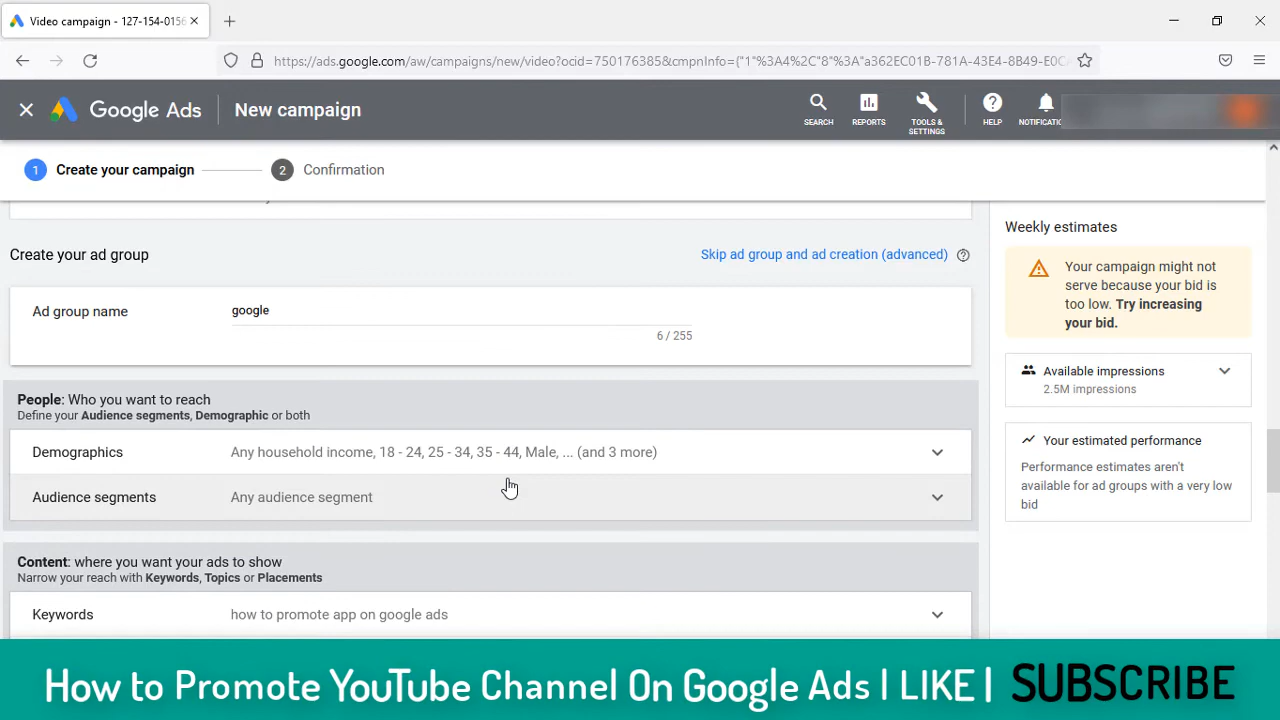 Video campaign - 127-154-0156
https://ads.google.com/aw/campaigns/new/video?ocid=750176385&cmpnInfo={"1"%3A4%2C"8"%3A"a362EC01B-781A-43E4-8B49-E0C
Google Ads
New campaign
SEARCH
REPORTS
TOOLS & SETTINGS
HELP
NOTIFICATIO
1 Create your campaign
2 Confirmation
Create your ad group
Skip ad group and ad creation (advanced)
Ad group name
google
6 / 255
People: Who you want to reach
Define your Audience segments, Demographic or both
Demographics
Any household income, 18 - 24, 25 - 34, 35 - 44, Male, ... (and 3 more)
Audience segments
Any audience segment
Content: where you want your ads to show
Narrow your reach with Keywords, Topics or Placements
Keywords
how to promote app on google ads
Weekly estimates
Your campaign might not
serve because your bid is
too low. Try increasing
your bid.
Available impressions
2.5M impressions
Your estimated performance
Performance estimates aren't
available for ad groups with a very low
bid
How to Promote YouTube Channel On Google Ads | LIKE | SUBSCRIBE